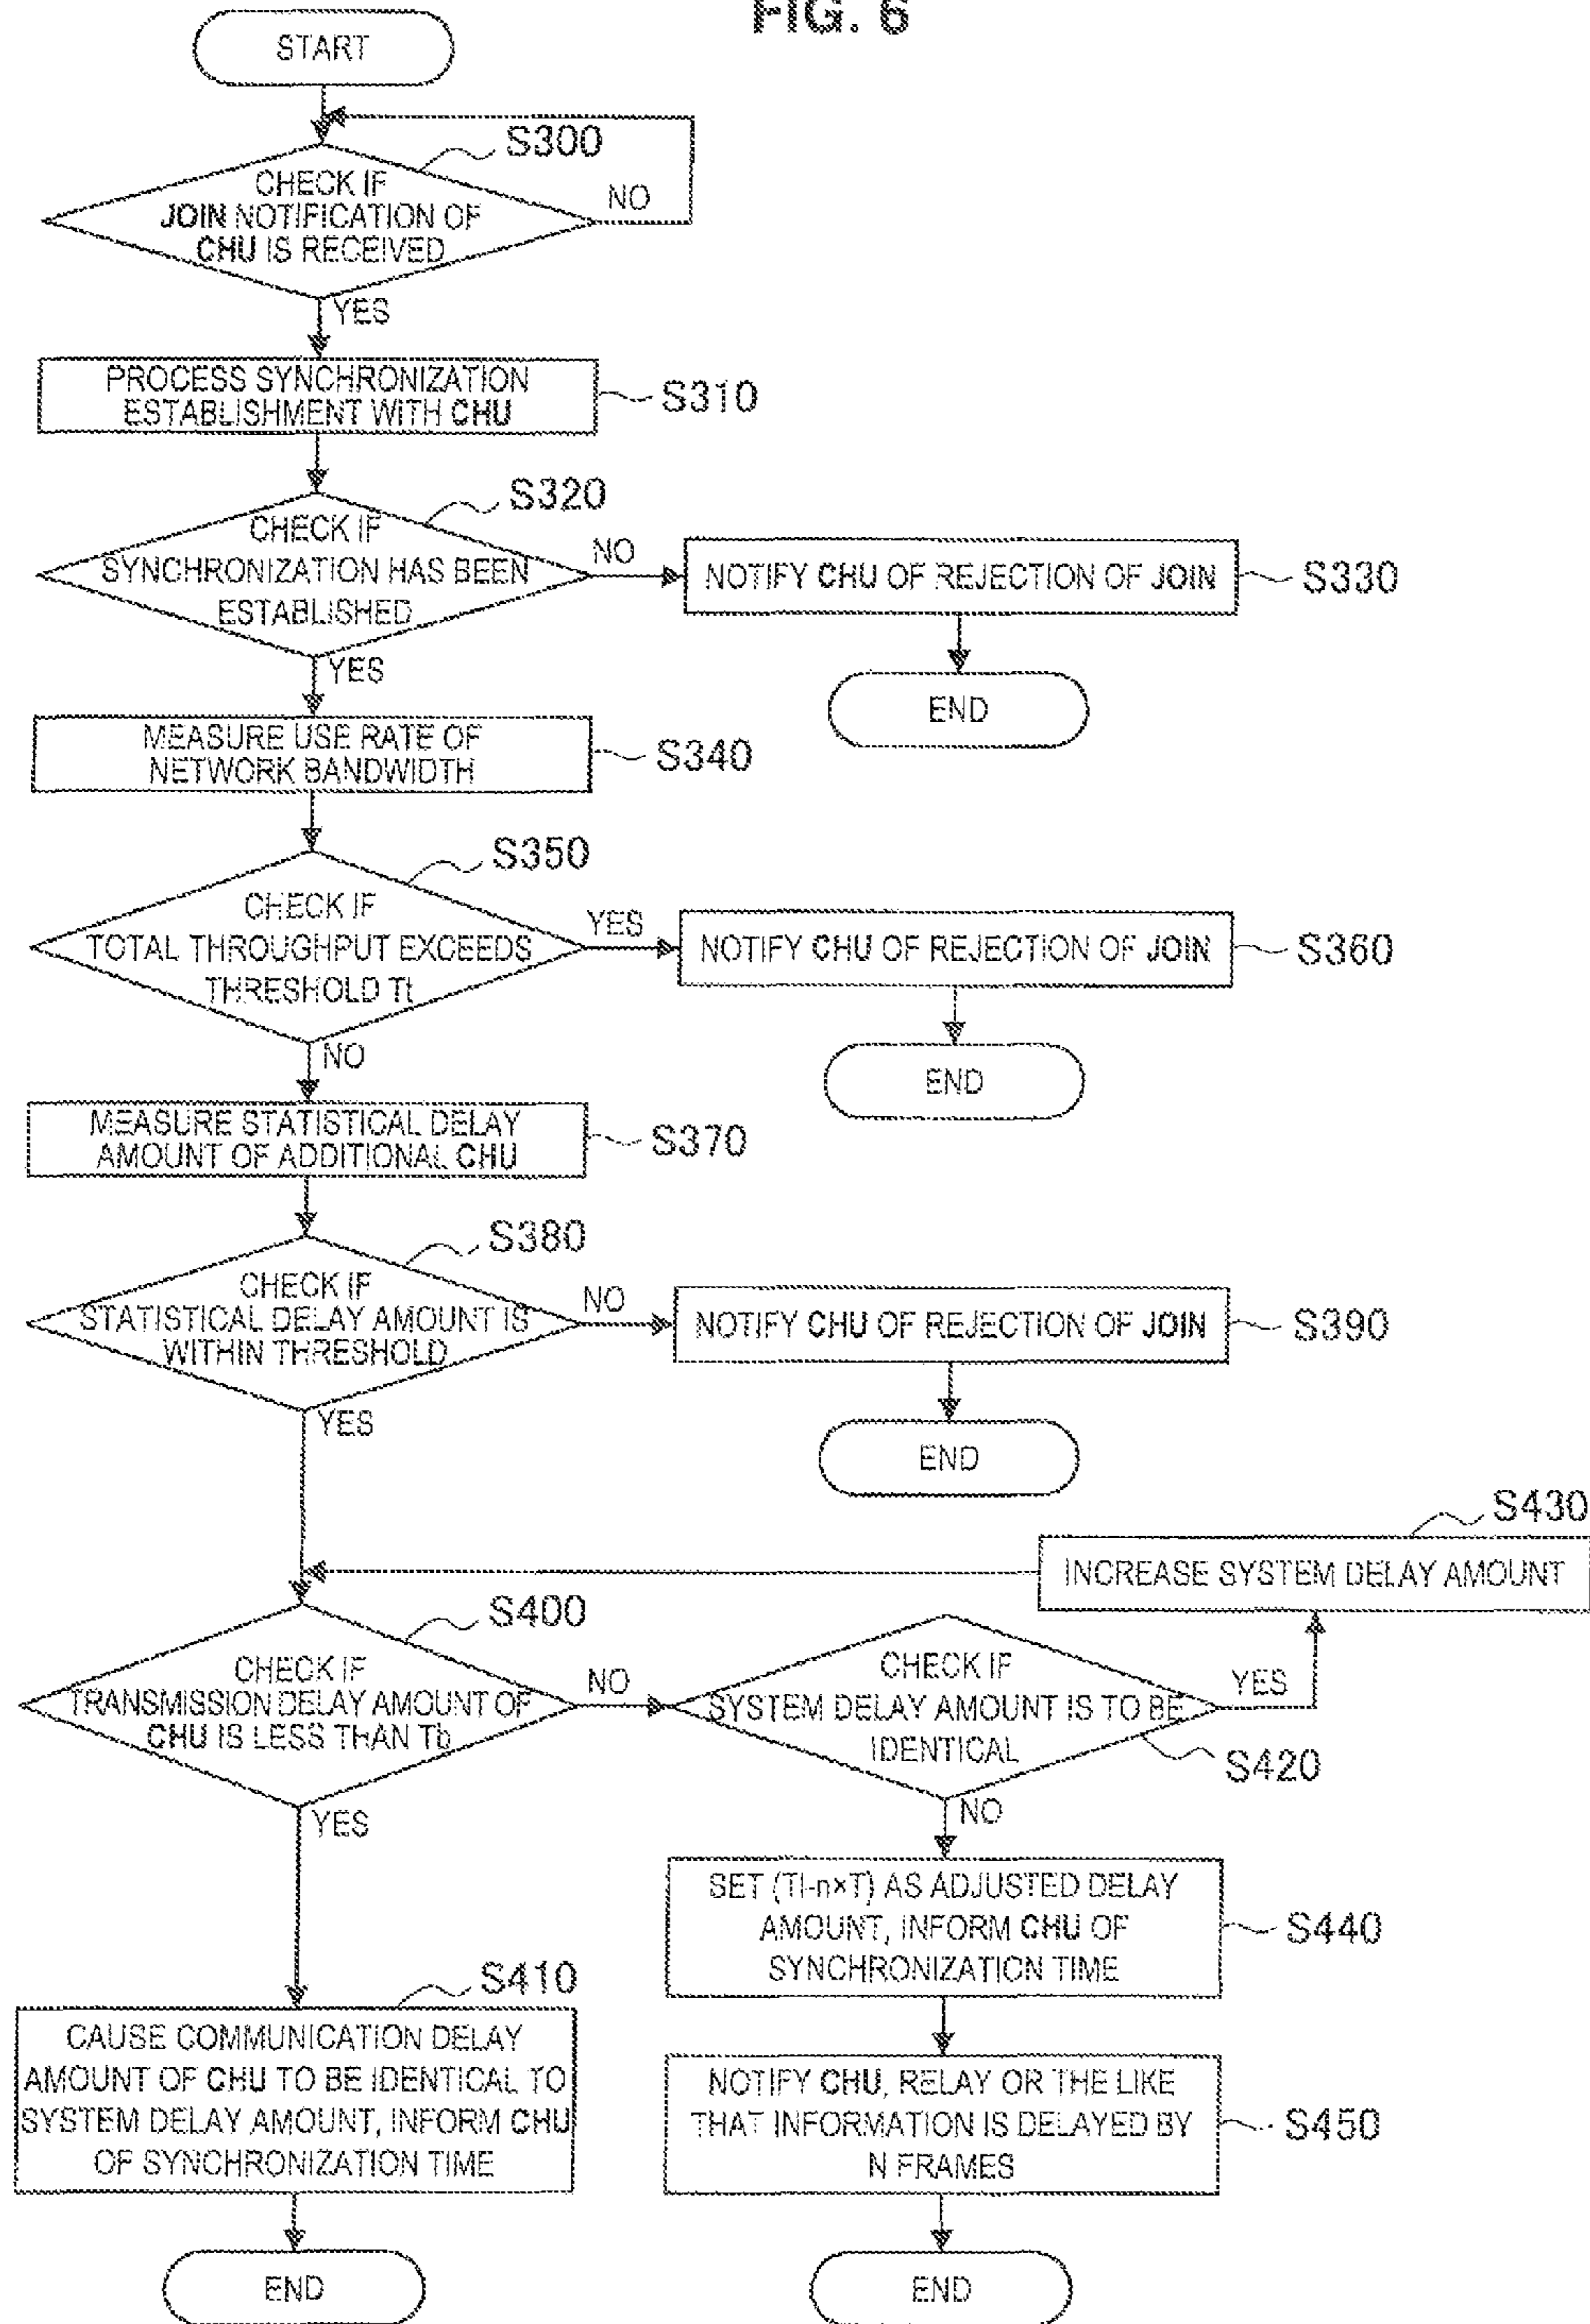 FIG. 6
START
S300
CHECK IF
JOIN NOTIFICATION OF
CHU IS RECEIVED
NO
YES
PROCESS SYNCHRONIZATION
ESTABLISHMENT WITH CHU
S310
S320
CHECK IF
SYNCHRONIZATION HAS BEEN
ESTABLISHED
NO
NOTIFY CHU OF REJECTION OF JOIN
S330
YES
END
MEASURE USE RATE OF
NETWORK BANDWIDTH
S340
S350
CHECK IF
TOTAL THROUGHPUT EXCEEDS
THRESHOLD Tt
YES
NOTIFY CHU OF REJECTION OF JOIN
S360
NO
END
MEASURE STATISTICAL DELAY
AMOUNT OF ADDITIONAL CHU
S370
S380
CHECK IF
STATISTICAL DELAY AMOUNT IS
WITHIN THRESHOLD
NO
NOTIFY CHU OF REJECTION OF JOIN
S390
YES
END
S430
INCREASE SYSTEM DELAY AMOUNT
S400
CHECK IF
TRANSMISSION DELAY AMOUNT OF
CHU IS LESS THAN Tb
NO
CHECK IF
SYSTEM DELAY AMOUNT IS TO BE
IDENTICAL
YES
S420
YES
NO
SET (Tl-n×T) AS ADJUSTED DELAY
AMOUNT, INFORM CHU OF
SYNCHRONIZATION TIME
S440
S410
CAUSE COMMUNICATION DELAY
AMOUNT OF CHU TO BE IDENTICAL TO
SYSTEM DELAY AMOUNT, INFORM CHU
OF SYNCHRONIZATION TIME
NOTIFY CHU, RELAY OR THE LIKE
THAT INFORMATION IS DELAYED BY
N FRAMES
S450
END
END